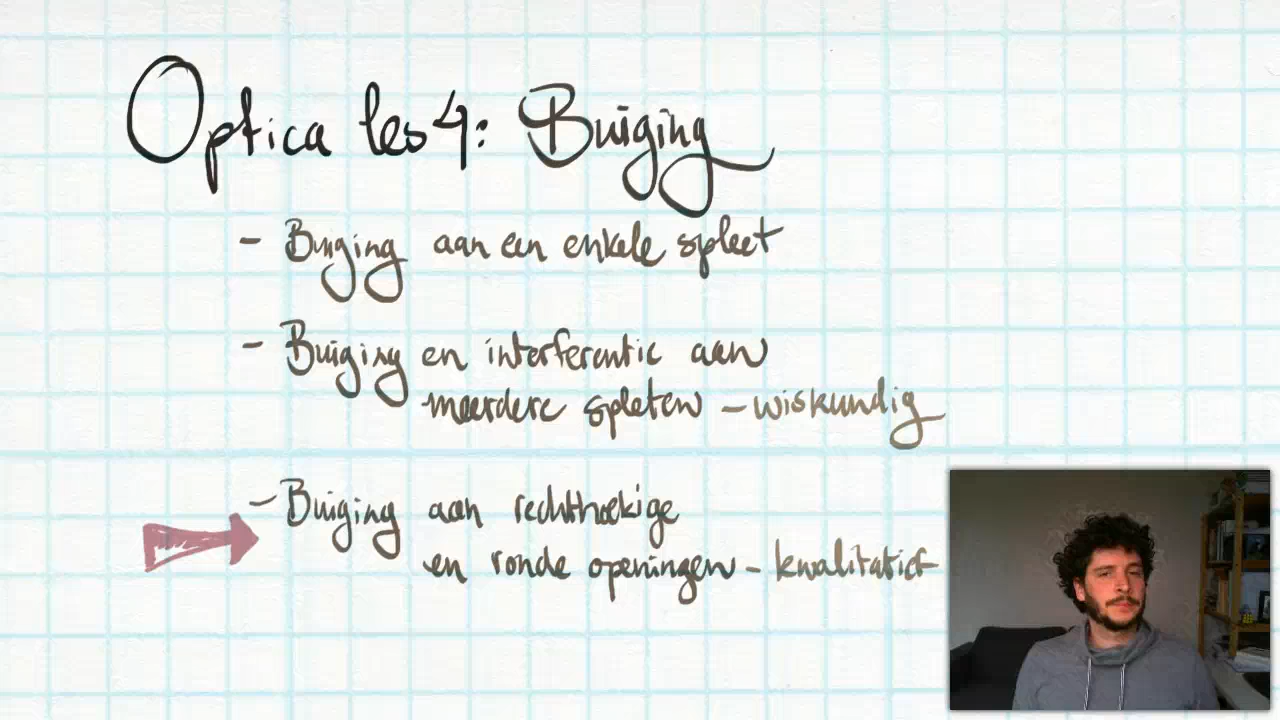 Optica les 4: Buiging
- Buiging aan een enkele spleet
- Buiging en interferentie aan
meerdere spleten - wiskundig
- Buiging aan rechthoekige
en ronde openingen - kwalitatief